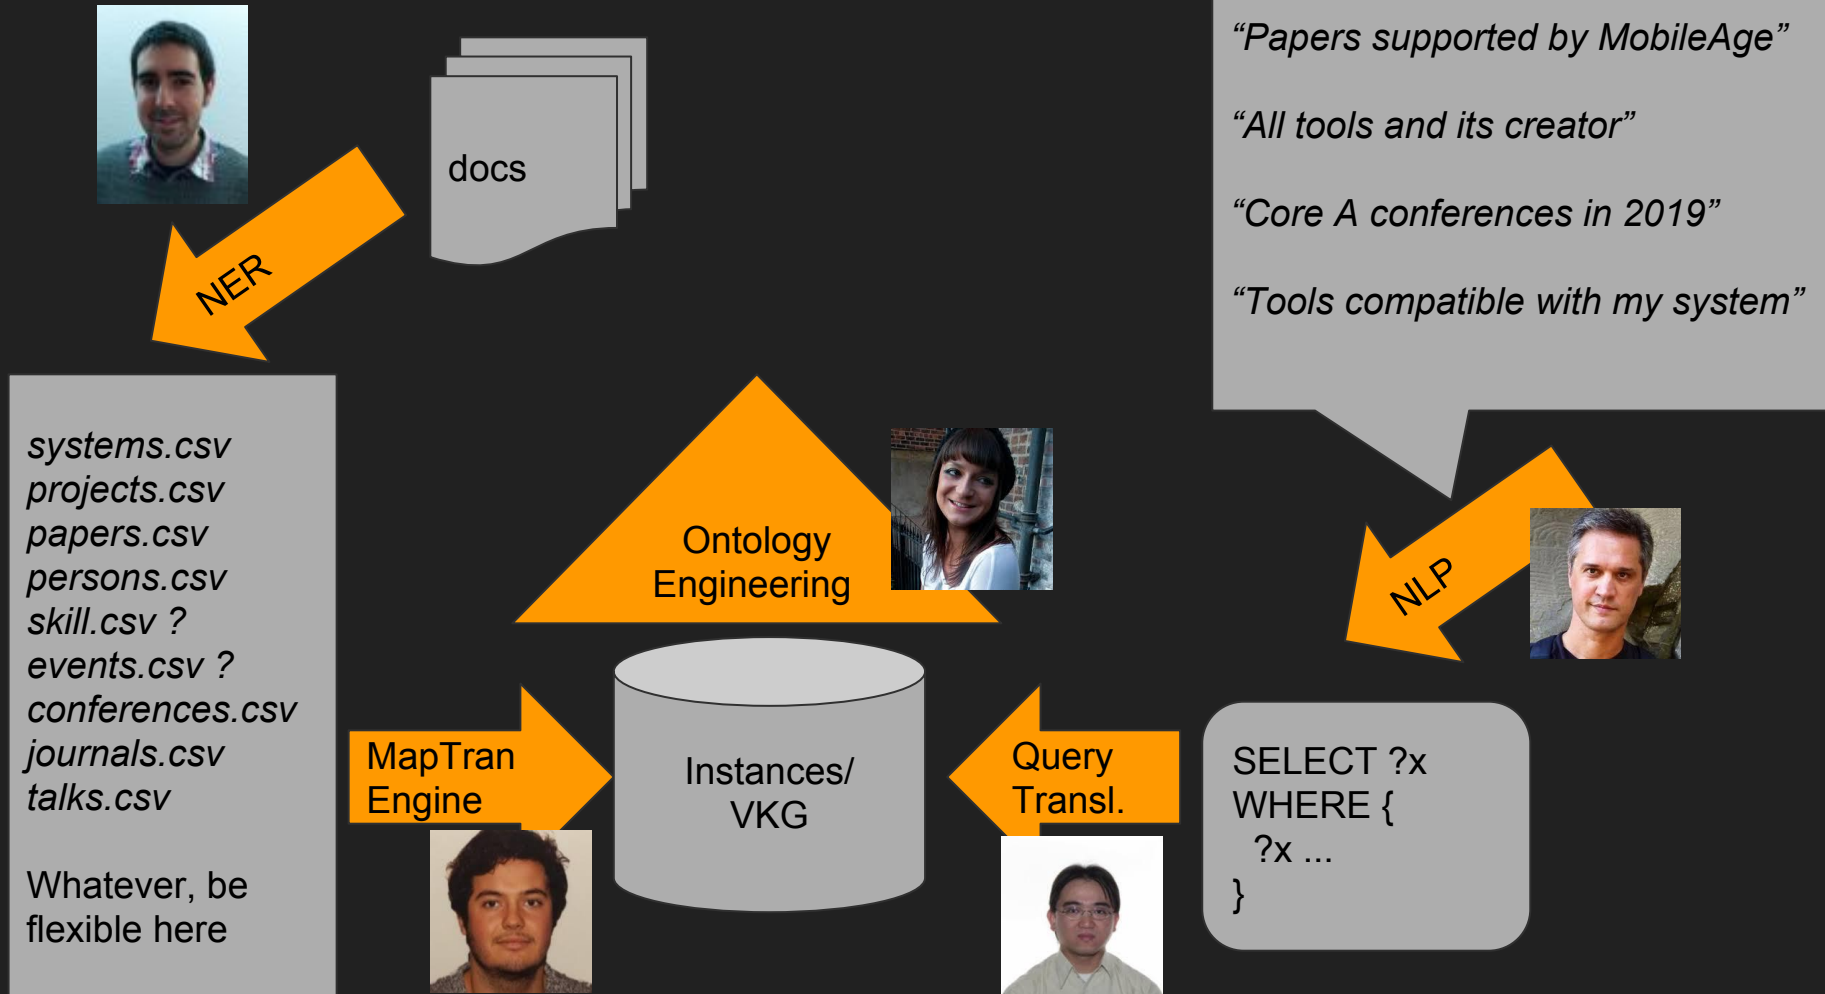 docs
NER
systems.csv
projects.csv
papers.csv
persons.csv
skill.csv ?
events.csv ?
conferences.csv
journals.csv
talks.csv
Whatever, be
flexible here
MapTran
Engine
Ontology
Engineering
Instances/
VKG
“Papers supported by MobileAge”
“All tools and its creator”
“Core A conferences in 2019”
“Tools compatible with my system”
NLP
Query
Transl.
SELECT ?x
WHERE {
?x ...
}